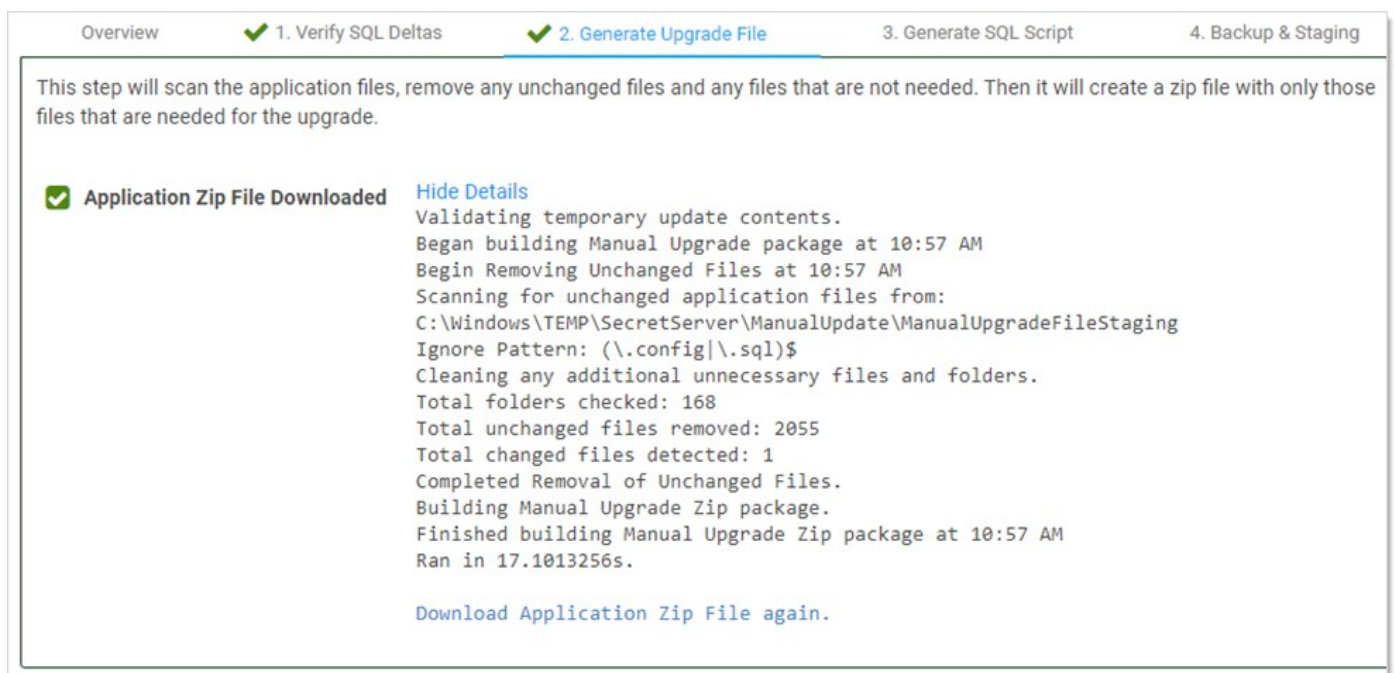 Overview 1. Verify SQL Deltas 2. Generate Upgrade File 3. Generate SQL Script 4. Backup & Staging
This step will scan the application files, remove any unchanged files and any files that are not needed. Then it will create a zip file with only those
files that are needed for the upgrade.
Application Zip File Downloaded
Hide Details
Validating temporary update contents.
Began building Manual Upgrade package at 10:57 AM
Begin Removing Unchanged Files at 10:57 AM
Scanning for unchanged application files from:
C:\Windows\TEMP\SecretServer\ManualUpdate\ManualUpgradeFileStaging
Ignore Pattern: (\.config|\.sql)$
Cleaning any additional unnecessary files and folders.
Total folders checked: 168
Total unchanged files removed: 2055
Total changed files detected: 1
Completed Removal of Unchanged Files.
Building Manual Upgrade Zip package.
Finished building Manual Upgrade Zip package at 10:57 AM
Ran in 17.1013256s.
Download Application Zip File again.